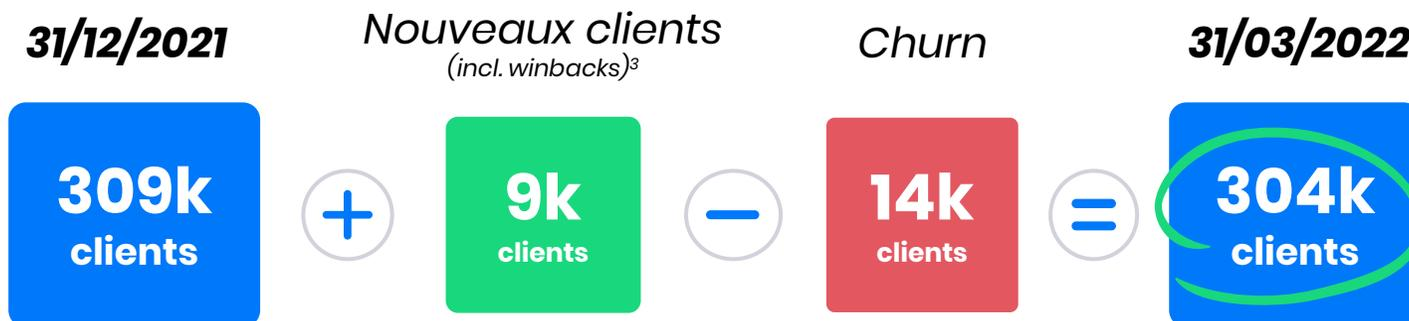 31/12/2021
Nouveaux clients
(incl. winbacks)³
Churn
31/03/2022
309k
clients
+
9k
clients
−
14k
clients
=
304k
clients